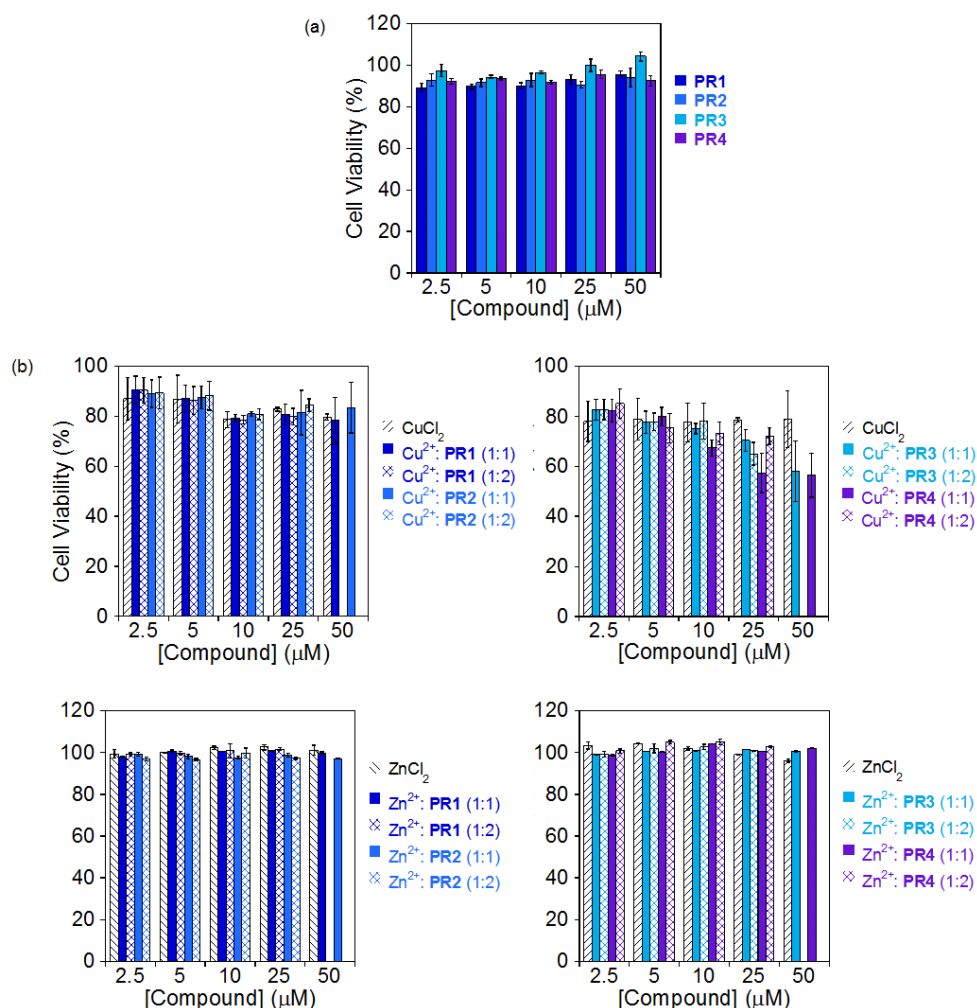 (a)
120
100
80
60
40
20
0
Cell Viability (%)
2.5 5 10 25 50
[Compound] (μM)
PR1
PR2
PR3
PR4
(b)
100
80
60
40
20
0
Cell Viability (%)
2.5 5 10 25 50
[Compound] (μM)
CuCl₂
Cu²⁺: PR1 (1:1)
Cu²⁺: PR1 (1:2)
Cu²⁺: PR2 (1:1)
Cu²⁺: PR2 (1:2)
100
80
60
40
20
0
2.5 5 10 25 50
[Compound] (μM)
CuCl₂
Cu²⁺: PR3 (1:1)
Cu²⁺: PR3 (1:2)
Cu²⁺: PR4 (1:1)
Cu²⁺: PR4 (1:2)
120
100
80
60
40
20
0
2.5 5 10 25 50
[Compound] (μM)
ZnCl₂
Zn²⁺: PR1 (1:1)
Zn²⁺: PR1 (1:2)
Zn²⁺: PR2 (1:1)
Zn²⁺: PR2 (1:2)
120
100
80
60
40
20
0
2.5 5 10 25 50
[Compound] (μM)
ZnCl₂
Zn²⁺: PR3 (1:1)
Zn²⁺: PR3 (1:2)
Zn²⁺: PR4 (1:1)
Zn²⁺: PR4 (1:2)